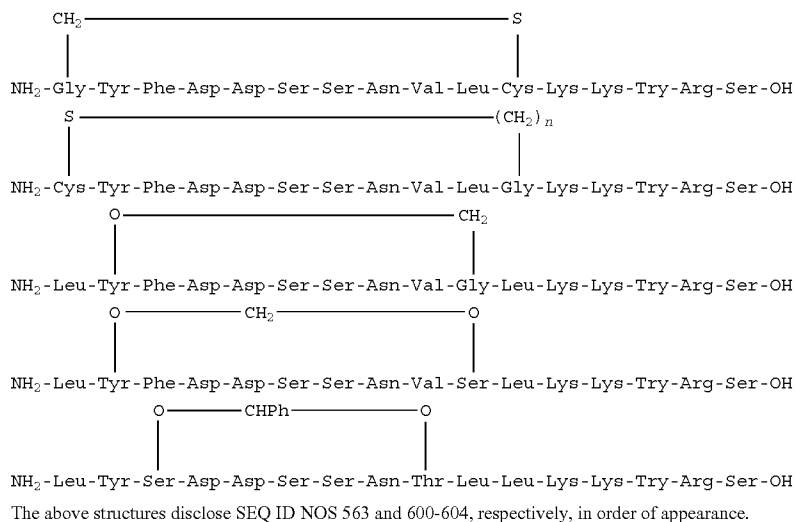 CH₂ S
NH₂-Gly-Tyr-Phe-Asp-Asp-Ser-Ser-Asn-Val-Leu-Cys-Lys-Lys-Try-Arg-Ser-OH
S (CH₂)ₙ
NH₂-Cys-Tyr-Phe-Asp-Asp-Ser-Ser-Asn-Val-Leu-Gly-Lys-Lys-Try-Arg-Ser-OH
O CH₂
NH₂-Leu-Tyr-Phe-Asp-Asp-Ser-Ser-Asn-Val-Gly-Leu-Lys-Lys-Try-Arg-Ser-OH
O CH₂ O
NH₂-Leu-Tyr-Phe-Asp-Asp-Ser-Ser-Asn-Val-Ser-Leu-Lys-Lys-Try-Arg-Ser-OH
O CHPh O
NH₂-Leu-Tyr-Ser-Asp-Asp-Ser-Ser-Asn-Thr-Leu-Leu-Lys-Lys-Try-Arg-Ser-OH
The above structures disclose SEQ ID NOS 563 and 600-604, respectively, in order of appearance.